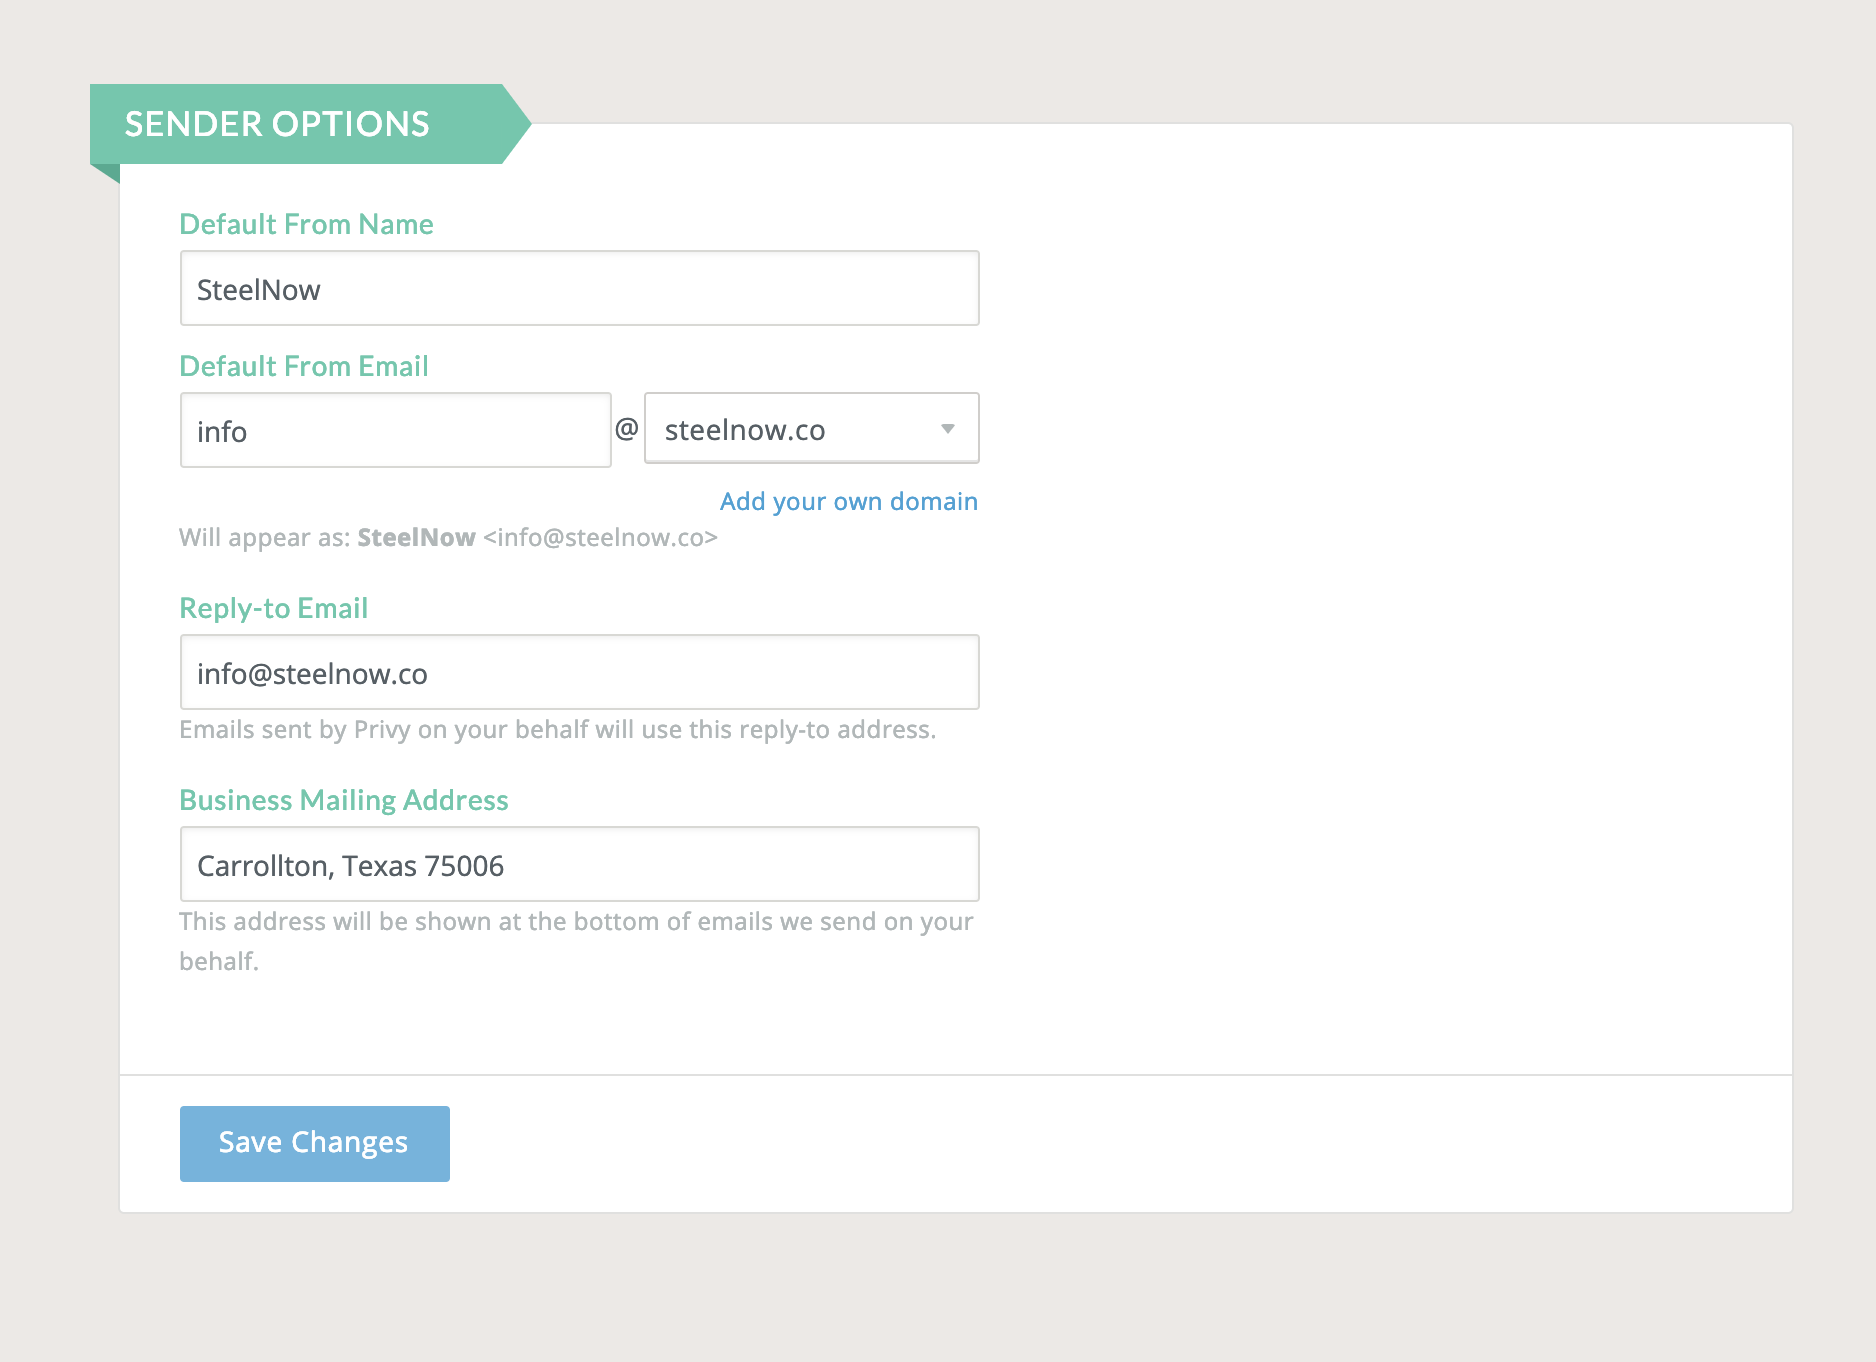 SENDER OPTIONS
Default From Name
SteelNow
Default From Email
info @ steelnow.co
Add your own domain
Will appear as: SteelNow <info@steelnow.co>
Reply-to Email
info@steelnow.co
Emails sent by Privy on your behalf will use this reply-to address.
Business Mailing Address
Carrollton, Texas 75006
This address will be shown at the bottom of emails we send on your
behalf.
Save Changes